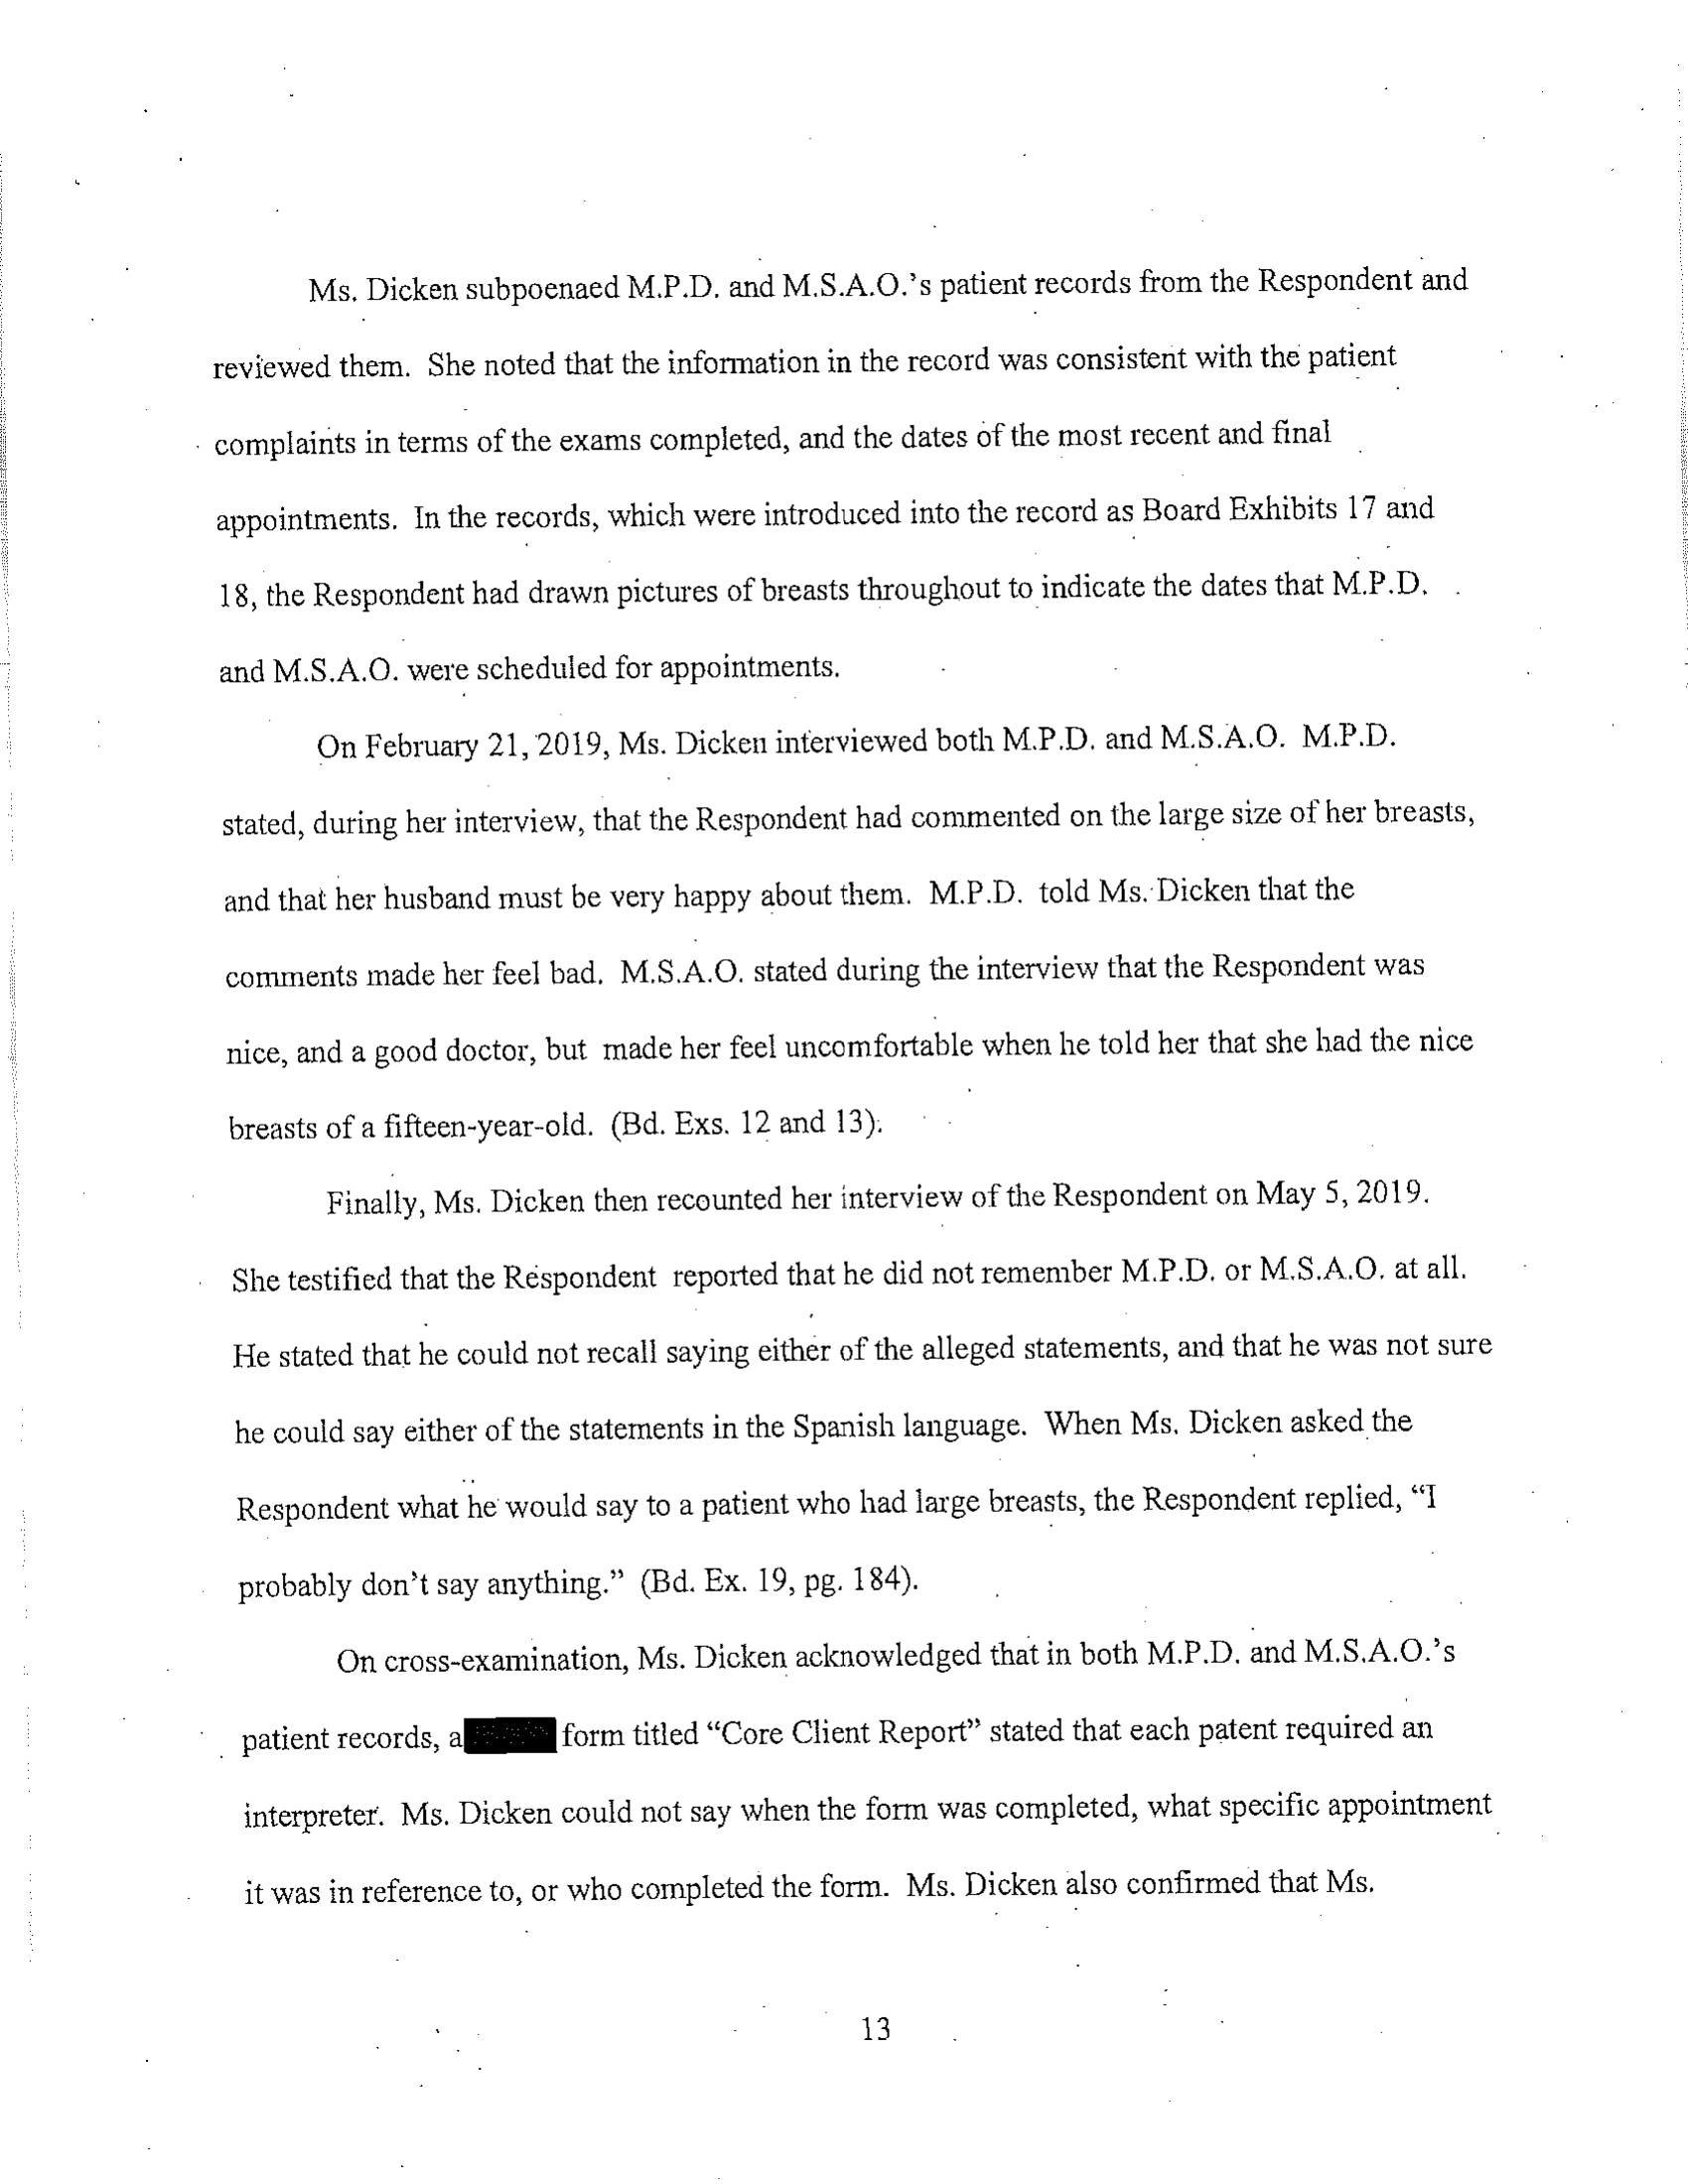 Ms. Dicken subpoenaed M.P.D. and M.S.A.O.'s patient records from the Respondent and
reviewed them.  She noted that the information in the record was consistent with the patient
complaints in terms of the exams completed, and the dates of the most recent and final
appointments.  In the records, which were introduced into the record as Board Exhibits 17 and
18, the Respondent had drawn pictures of breasts throughout to indicate the dates that M.P.D.
and M.S.A.O. were scheduled for appointments.
On February 21, 2019, Ms. Dicken interviewed both M.P.D. and M.S.A.O.  M.P.D.
stated, during her interview, that the Respondent had commented on the large size of her breasts,
and that her husband must be very happy about them.  M.P.D.  told Ms. Dicken that the
comments made her feel bad.  M.S.A.O. stated during the interview that the Respondent was
nice, and a good doctor, but  made her feel uncomfortable when he told her that she had the nice
breasts of a fifteen-year-old.  (Bd. Exs. 12 and 13).
Finally, Ms. Dicken then recounted her interview of the Respondent on May 5, 2019.
She testified that the Respondent  reported that he did not remember M.P.D. or M.S.A.O. at all.
He stated that he could not recall saying either of the alleged statements, and that he was not sure
he could say either of the statements in the Spanish language.  When Ms. Dicken asked the
Respondent what he would say to a patient who had large breasts, the Respondent replied, “I
probably don't say anything.”  (Bd. Ex. 19, pg. 184).
On cross-examination, Ms. Dicken acknowledged that in both M.P.D. and M.S.A.O.'s
patient records, a form titled “Core Client Report” stated that each patent required an
interpreter.  Ms. Dicken could not say when the form was completed, what specific appointment
it was in reference to, or who completed the form.  Ms. Dicken also confirmed that Ms.
13